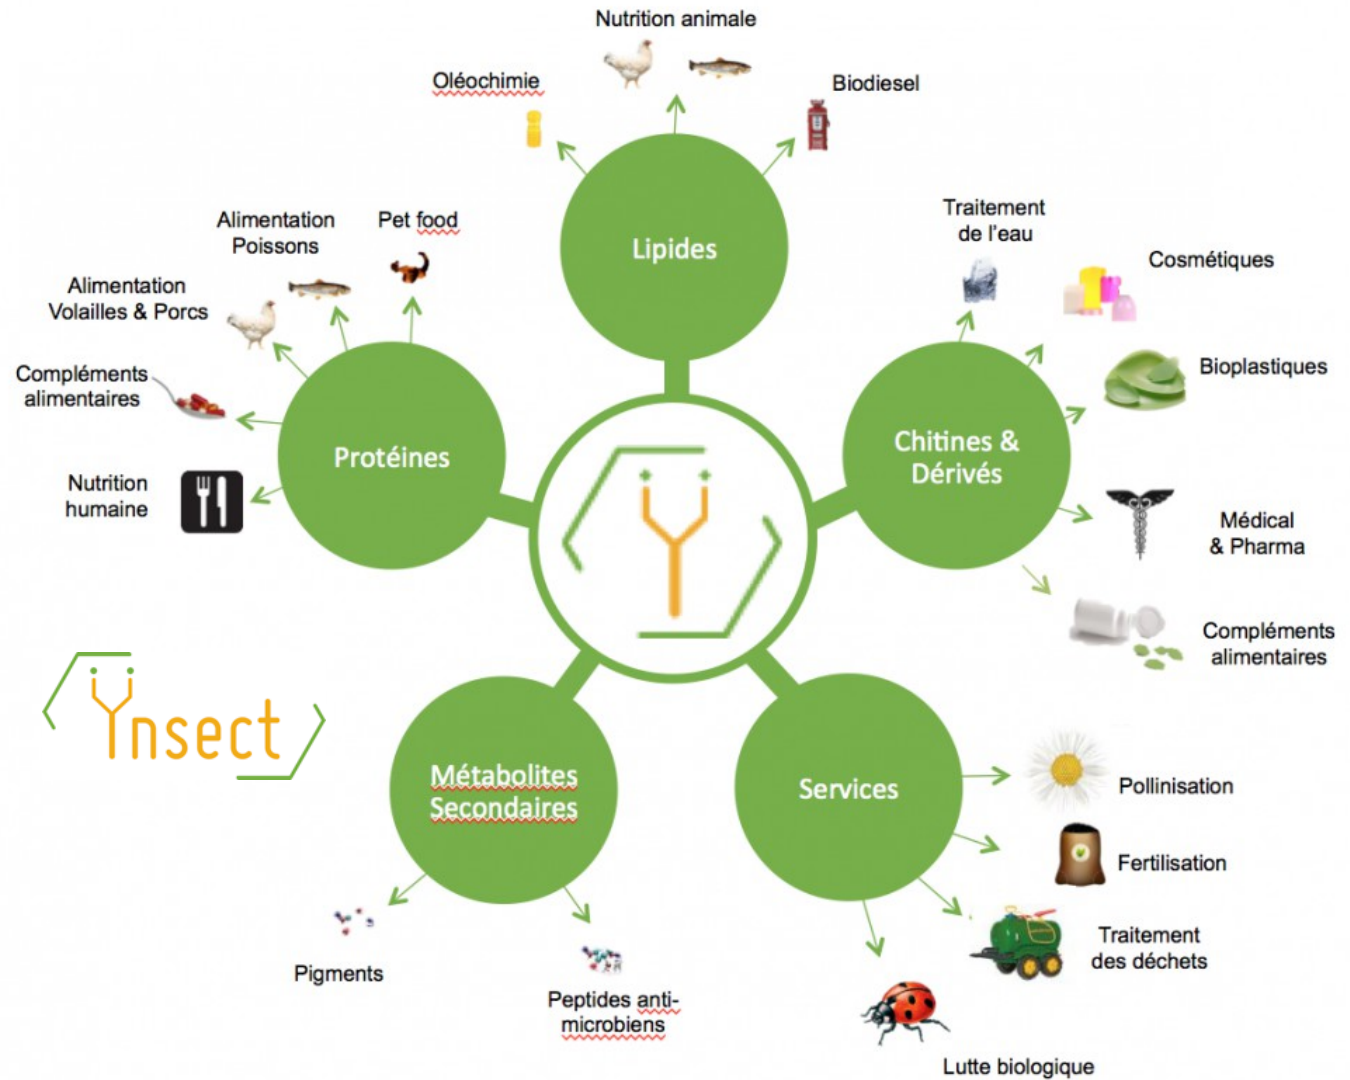 Nutrition animale
Oléochimie
Biodiesel
Lipides
Alimentation
Poissons
Pet food
Alimentation
Volailles & Porcs
Compléments
alimentaires
Nutrition
humaine
Protéines
Traitement
de l'eau
Cosmétiques
Bioplastiques
Chitines &
Dérivés
Médical
& Pharma
Compléments
alimentaires
Ÿ
Ÿnsect
Métabolites
Secondaires
Pigments
Peptides anti-
microbiens
Services
Pollinisation
Fertilisation
Traitement
des déchets
Lutte biologique